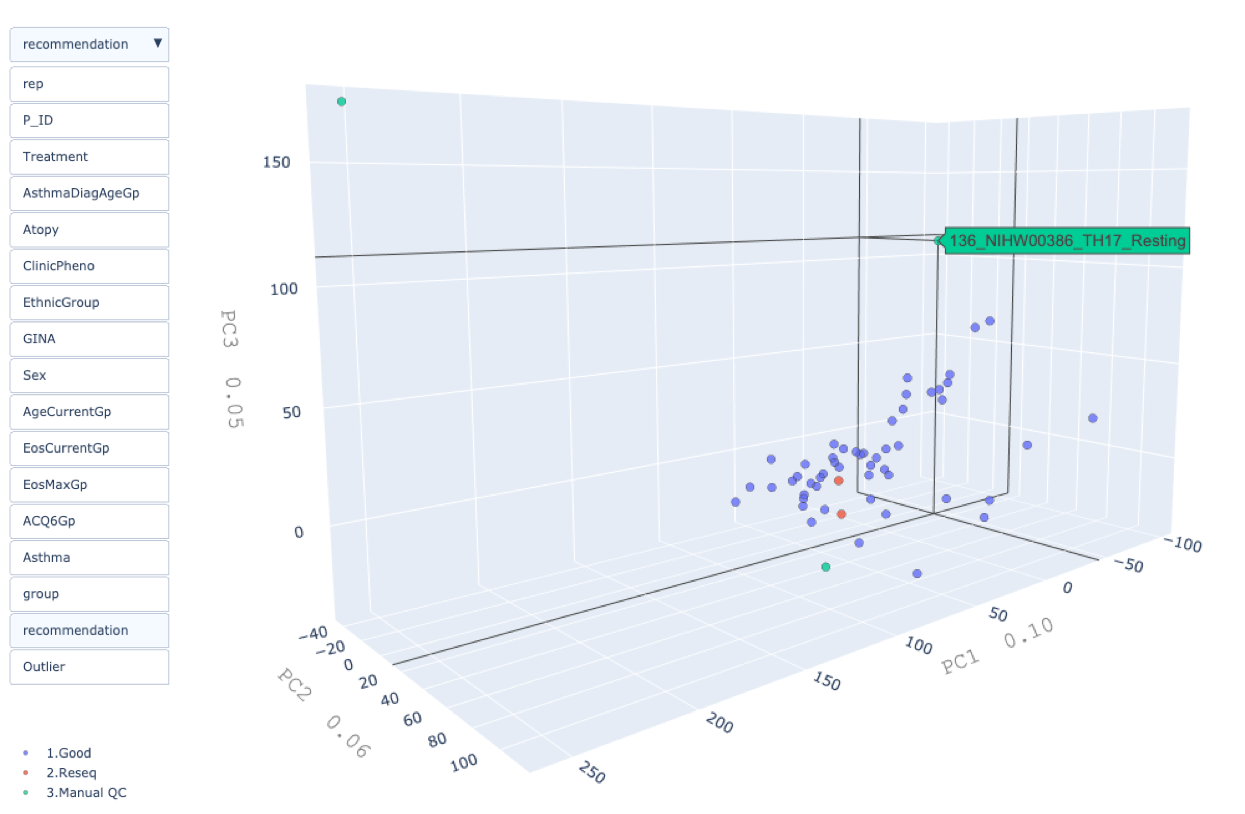 recommendation ▼
rep
P_ID
Treatment
AsthmaDiagAgeGp
Atopy
ClinicPheno
EthnicGroup
GINA
Sex
AgeCurrentGp
EosCurrentGp
EosMaxGp
ACQ6Gp
Asthma
group
recommendation
Outlier
1.Good
2.Reseq
3.Manual QC
150
100
50
0
PC3 0.05
136_NIHW00386_TH17_Resting
−40
−20
0
20
40
60
80
100
PC2 0.06
250
200
150
100
50
0
−50
−100
PC1 0.10